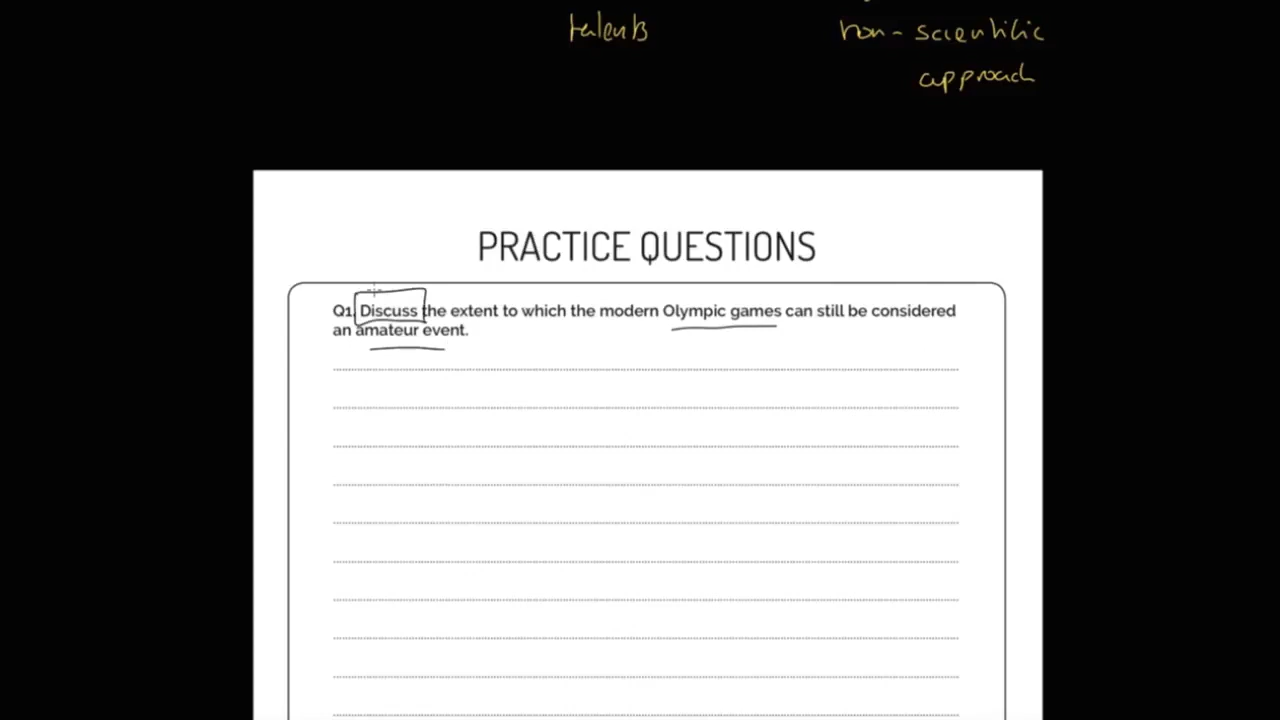 talents
non-scientific
approach
PRACTICE QUESTIONS
Q1. Discuss the extent to which the modern Olympic games can still be considered
an amateur event.